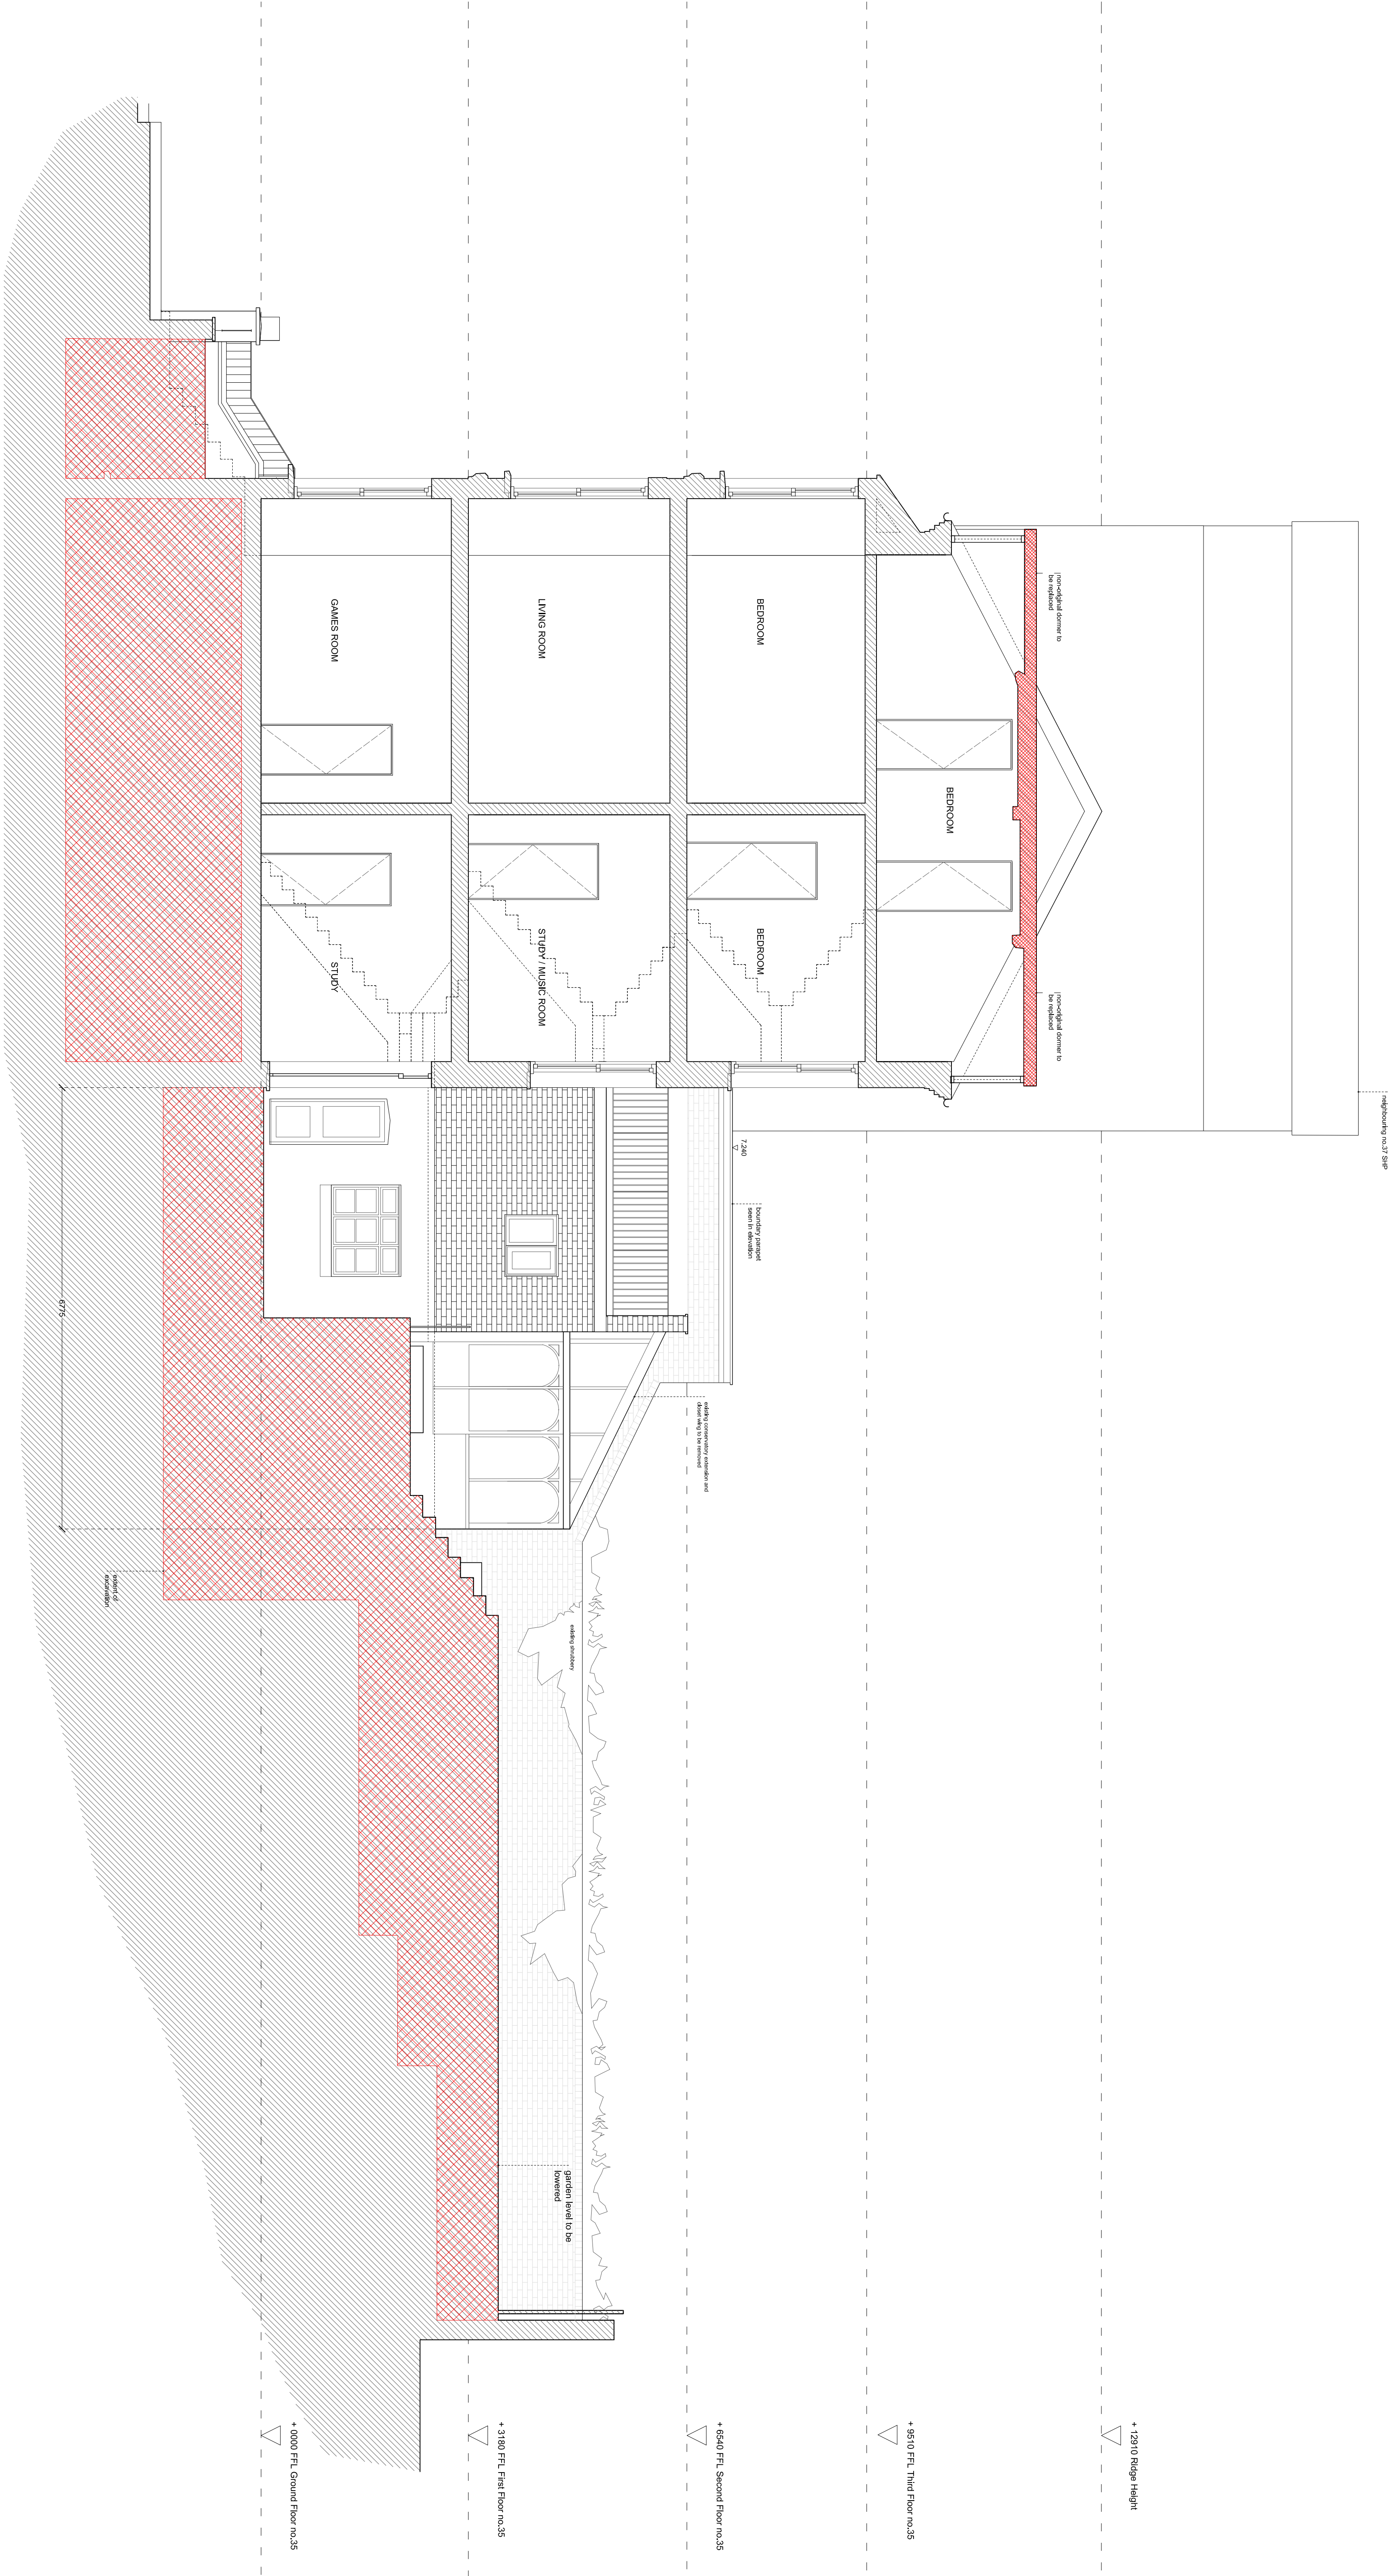 neighbouring no.37 SHP
+ 12910 Ridge Height
non-original dormer to
be replaced
non-original dormer to
be replaced
BEDROOM
+ 9510 FFL Third Floor no.35
BEDROOM
BEDROOM
7.240
boundary parapet
seen in elevation
+ 6540 FFL Second Floor no.35
existing conservatory extension and
closet wing to be removed
LIVING ROOM
STUDY / MUSIC ROOM
existing shrubbery
garden level to be
lowered
+ 3180 FFL First Floor no.35
GAMES ROOM
STUDY
+ 0000 FFL Ground Floor no.35
extent of
excavation
6775